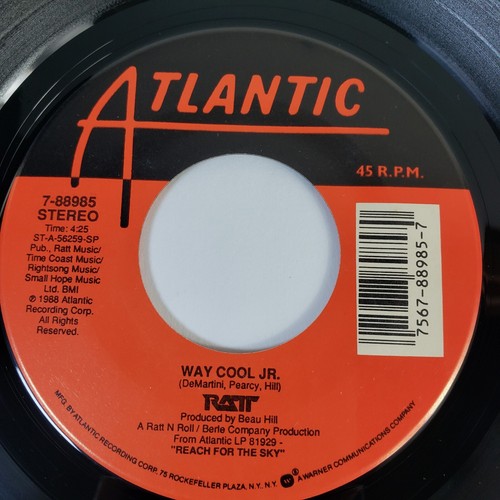 ATLANTIC
45 R.P.M.
7-88985
STEREO
Time: 4:25
ST-A-56259-SP
Pub., Ratt Music/
Time Coast Music/
Rightsong Music/
Small Hope Music
Ltd. BMI
℗ 1988 Atlantic
Recording Corp.
All Rights
Reserved.
7567-88985-7
WAY COOL JR.
(DeMartini, Pearcy, Hill)
RATT
Produced by Beau Hill
A Ratt N Roll / Berle Company Production
From Atlantic LP 81929 -
"REACH FOR THE SKY"
MFG. BY ATLANTIC RECORDING CORP. 75 ROCKEFELLER PLAZA, N.Y. N.Y. W ® A WARNER COMMUNICATIONS COMPANY